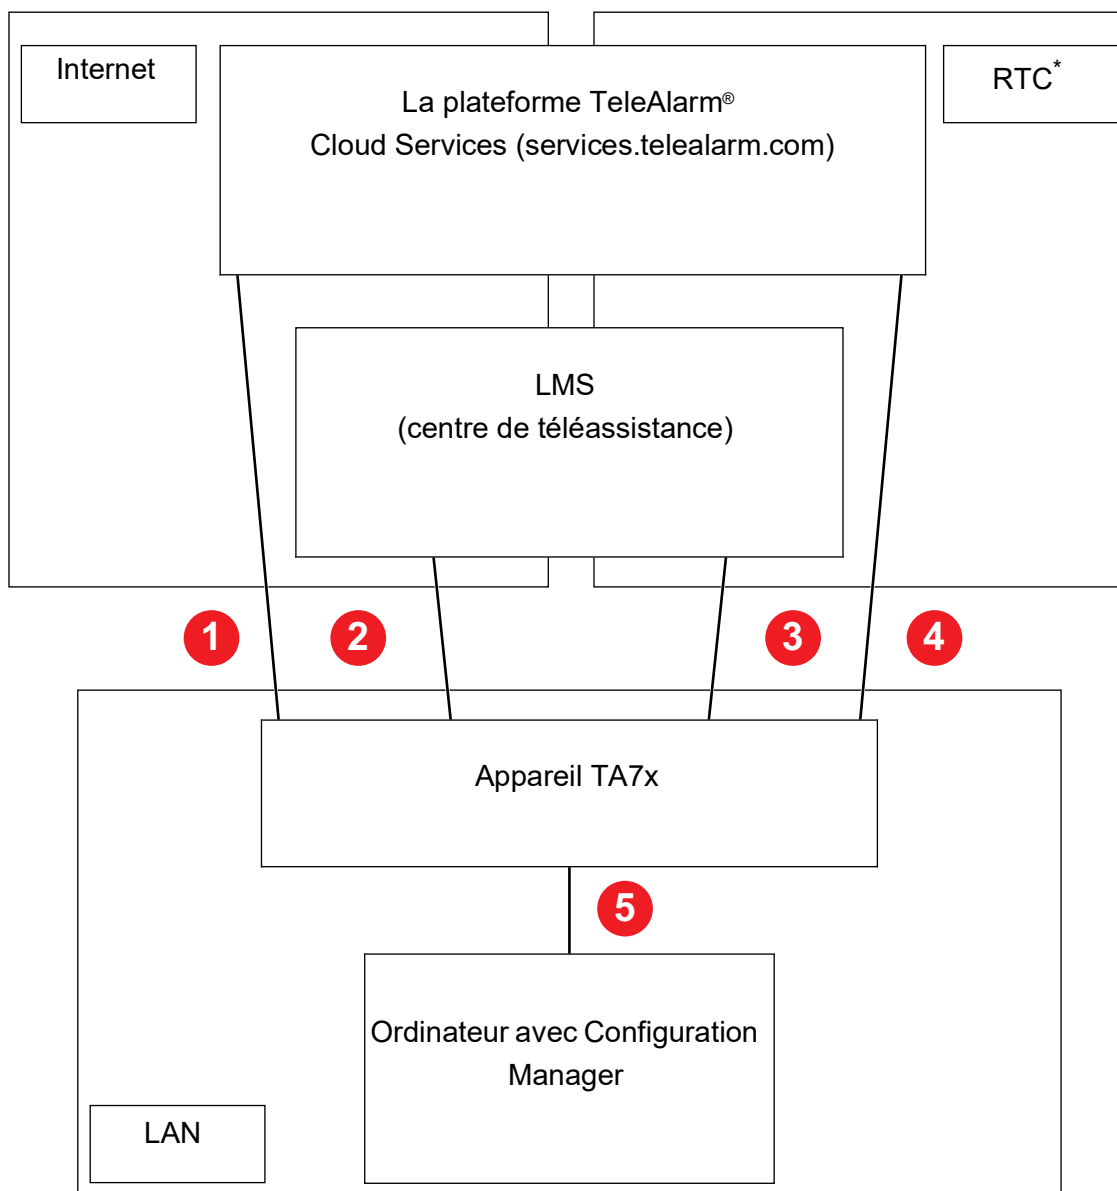 Internet
La plateforme TeleAlarm®
Cloud Services (services.telealarm.com)
RTC*
LMS
(centre de téléassistance)
1
2
3
4
Appareil TA7x
5
Ordinateur avec Configuration
Manager
LAN